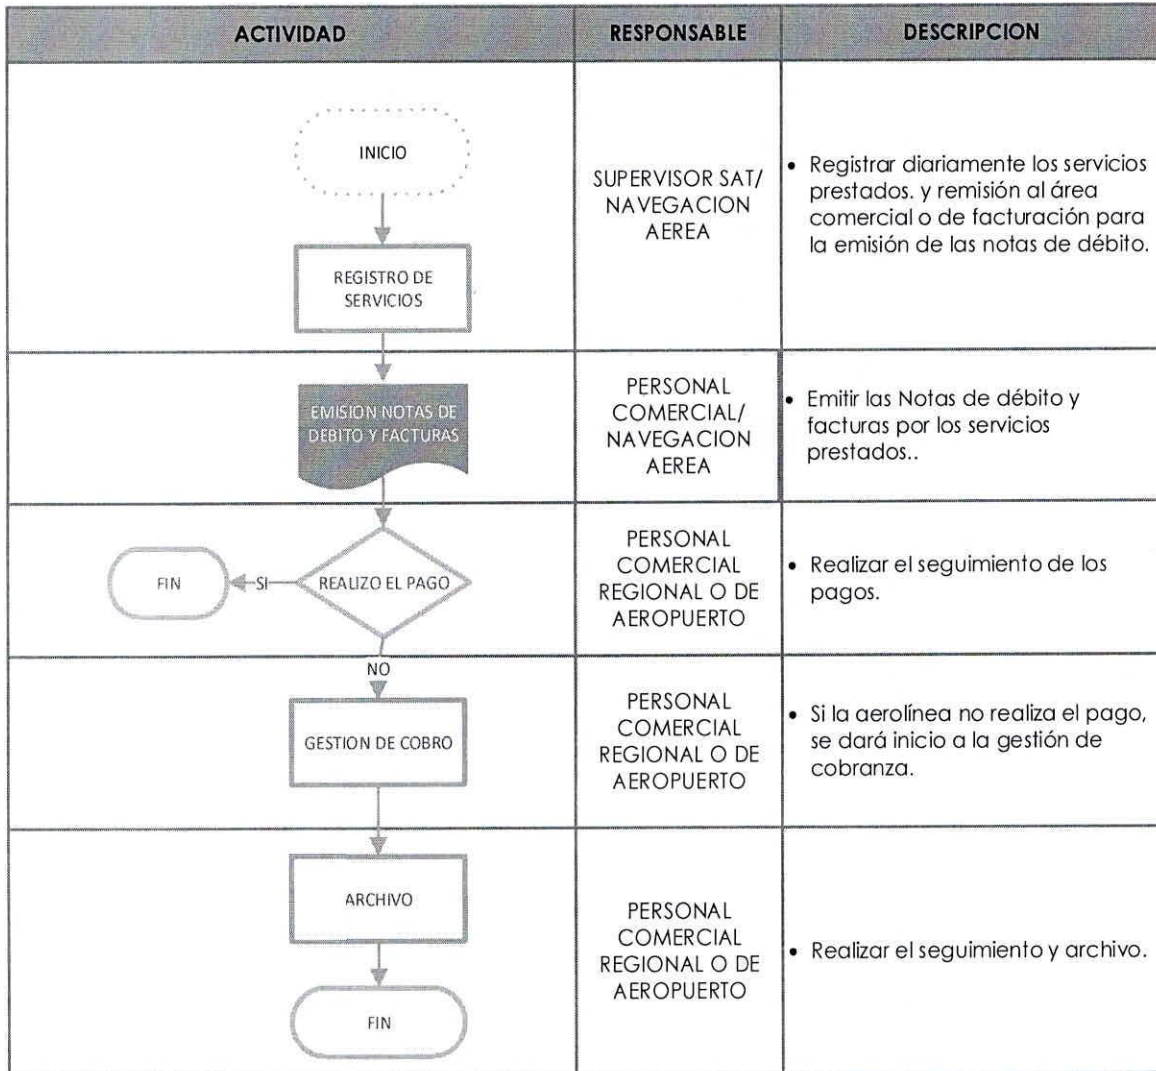 ACTIVIDAD RESPONSABLE DESCRIPCION
INICIO
REGISTRO DE
SERVICIOS
SUPERVISOR SAT/
NAVEGACION
AEREA
• Registrar diariamente los servicios
prestados. y remisión al área
comercial o de facturación para
la emisión de las notas de débito.
EMISION NOTAS DE
DEBITO Y FACTURAS
PERSONAL
COMERCIAL/
NAVEGACION
AEREA
• Emitir las Notas de débito y
facturas por los servicios
prestados..
FIN
SI
REALIZO EL PAGO
NO
PERSONAL
COMERCIAL
REGIONAL O DE
AEROPUERTO
• Realizar el seguimiento de los
pagos.
GESTION DE COBRO
PERSONAL
COMERCIAL
REGIONAL O DE
AEROPUERTO
• Si la aerolínea no realiza el pago,
se dará inicio a la gestión de
cobranza.
ARCHIVO
FIN
PERSONAL
COMERCIAL
REGIONAL O DE
AEROPUERTO
• Realizar el seguimiento y archivo.